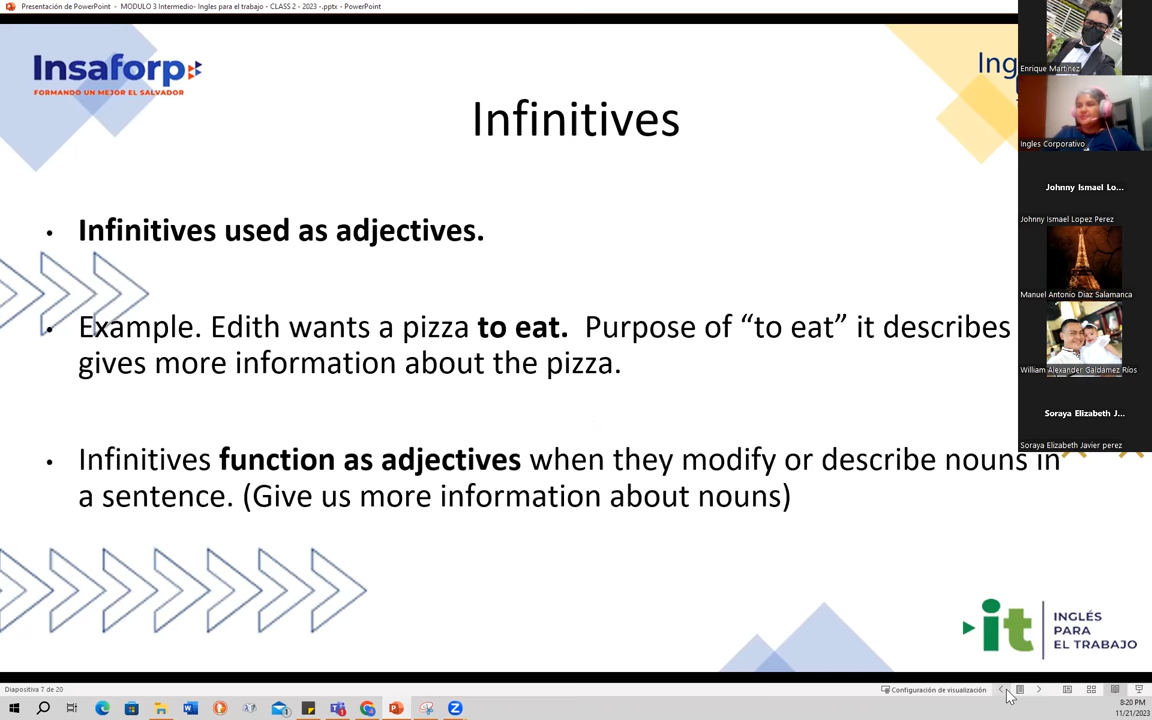 Presentación de PowerPoint - MODULO 3 Intermedio- Ingles para el trabajo - CLASS 2 - 2023 -.pptx - PowerPoint
Insaforp
FORMANDO UN MEJOR EL SALVADOR
Ing
Infinitives
• Infinitives used as adjectives.
• Example. Edith wants a pizza to eat. Purpose of “to eat” it describes
gives more information about the pizza.
• Infinitives function as adjectives when they modify or describe nouns in
a sentence. (Give us more information about nouns)
Enrique Martinez
Ingles Corporativo
Johnny Ismael Lo...
Johnny Ismael Lopez Perez
Manuel Antonio Diaz Salamanca
William Alexander Galdamez Ríos
Soraya Elizabeth J...
Soraya Elizabeth Javier perez
it
INGLÉS
PARA
EL TRABAJO
Diapositiva 7 de 20
Configuración de visualización
8:20 PM
11/21/2023